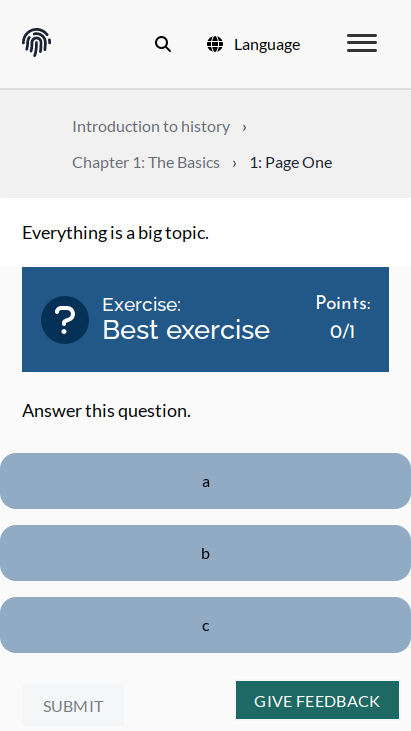 Language
Introduction to history ›
Chapter 1: The Basics › 1: Page One
Everything is a big topic.
Exercise:
Best exercise
Points:
0/1
Answer this question.
a
b
c
SUBMIT
GIVE FEEDBACK